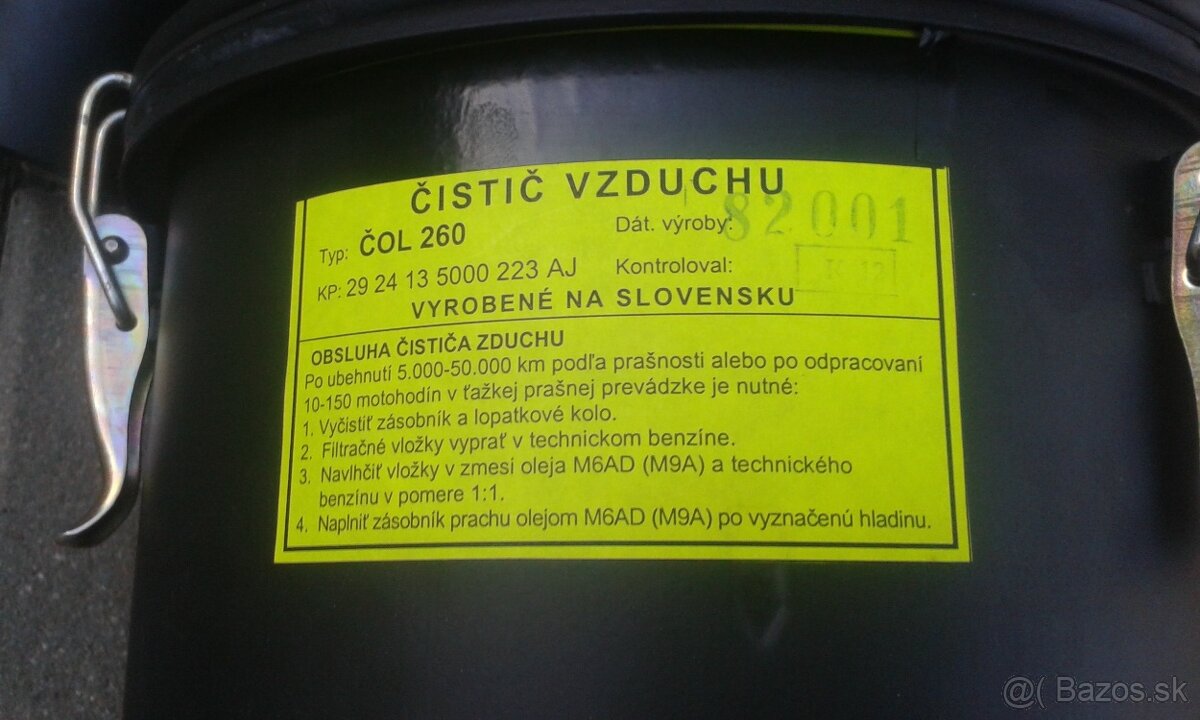 ČISTIČ VZDUCHU
Typ: ČOL 260 Dát. výroby: 82001
KP: 29 24 13 5000 223 AJ Kontroloval:
VYROBENÉ NA SLOVENSKU
OBSLUHA ČISTIČA ZDUCHU
Po ubehnutí 5.000-50.000 km podľa prašnosti alebo po odpracovaní
10-150 motohodín v ťažkej prašnej prevádzke je nutné:
1. Vyčistiť zásobník a lopatkové kolo.
2. Filtračné vložky vyprať v technickom benzíne.
3. Navlhčiť vložky v zmesi oleja M6AD (M9A) a technického
benzínu v pomere 1:1.
4. Naplniť zásobník prachu olejom M6AD (M9A) po vyznačenú hladinu.
@( Bazos.sk